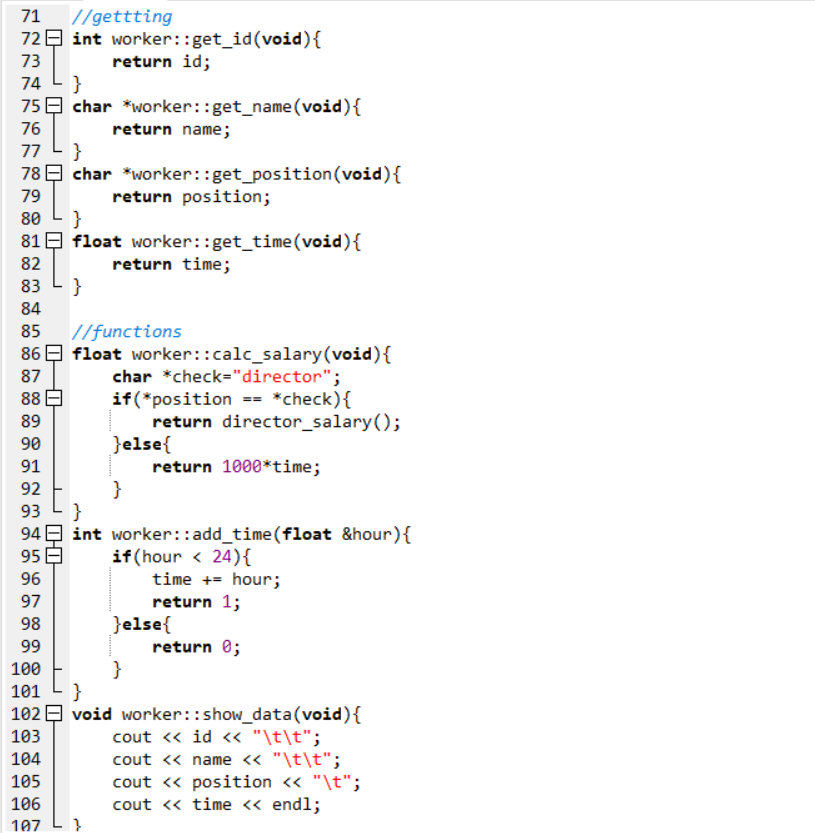 71 //gettting
72 int worker::get_id(void){
73     return id;
74 }
75 char *worker::get_name(void){
76     return name;
77 }
78 char *worker::get_position(void){
79     return position;
80 }
81 float worker::get_time(void){
82     return time;
83 }
84
85 //functions
86 float worker::calc_salary(void){
87     char *check="director";
88     if(*position == *check){
89         return director_salary();
90     }else{
91         return 1000*time;
92     }
93 }
94 int worker::add_time(float &hour){
95     if(hour < 24){
96         time += hour;
97         return 1;
98     }else{
99         return 0;
100     }
101 }
102 void worker::show_data(void){
103     cout << id << "\t\t";
104     cout << name << "\t\t";
105     cout << position << "\t";
106     cout << time << endl;
107 }